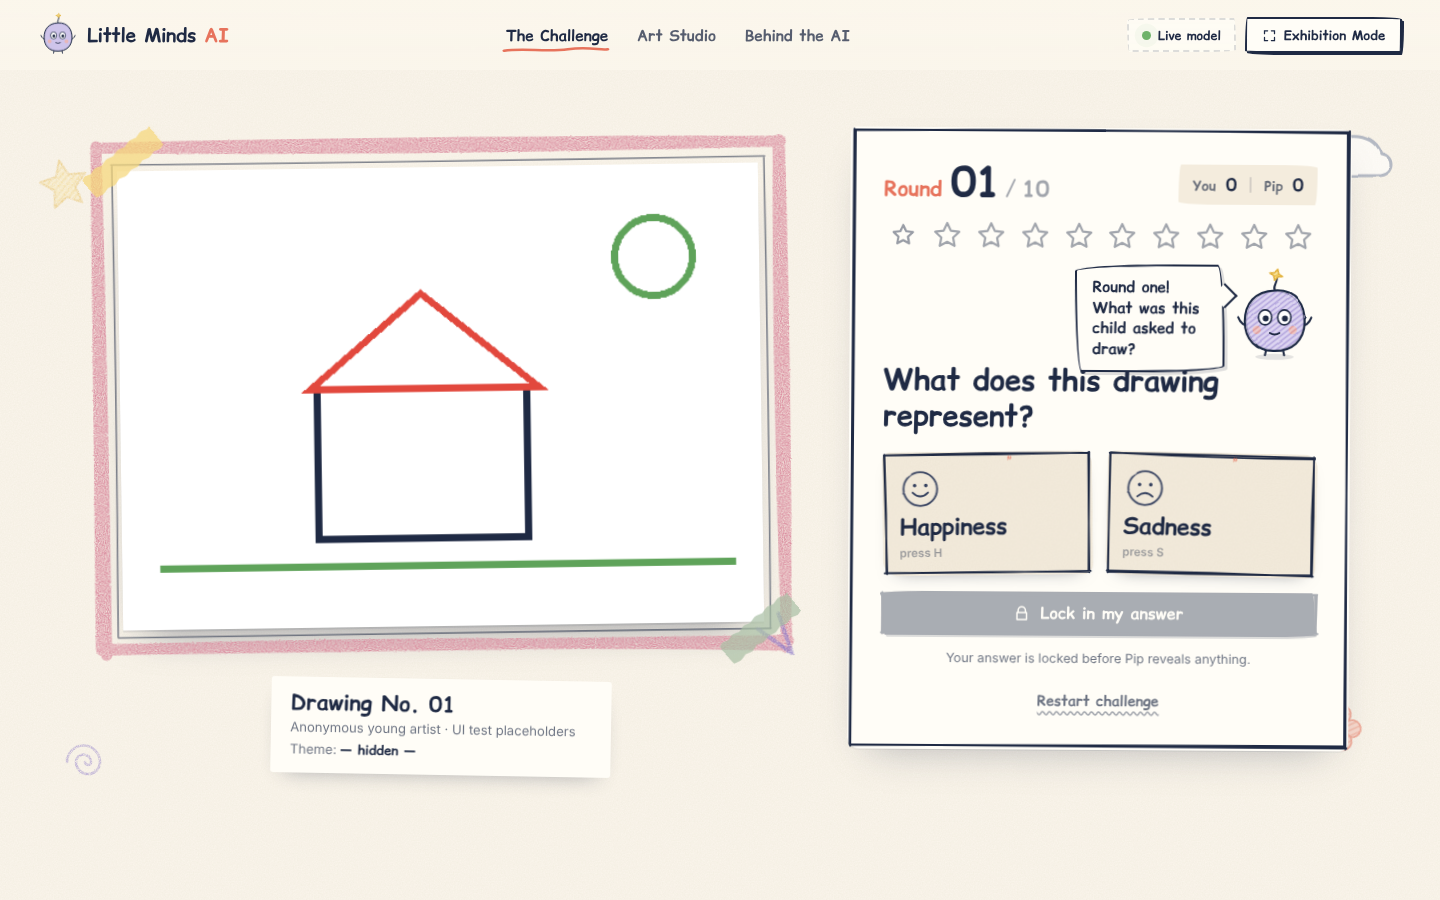 Little Minds AI
The Challenge
Art Studio
Behind the AI
Live model
Exhibition Mode
Round 01 / 10
You 0 | Pip 0
Round one!
What was this
child asked to
draw?
What does this drawing
represent?
Happiness
press H
Sadness
press S
Lock in my answer
Your answer is locked before Pip reveals anything.
Restart challenge
Drawing No. 01
Anonymous young artist · UI test placeholders
Theme: — hidden —